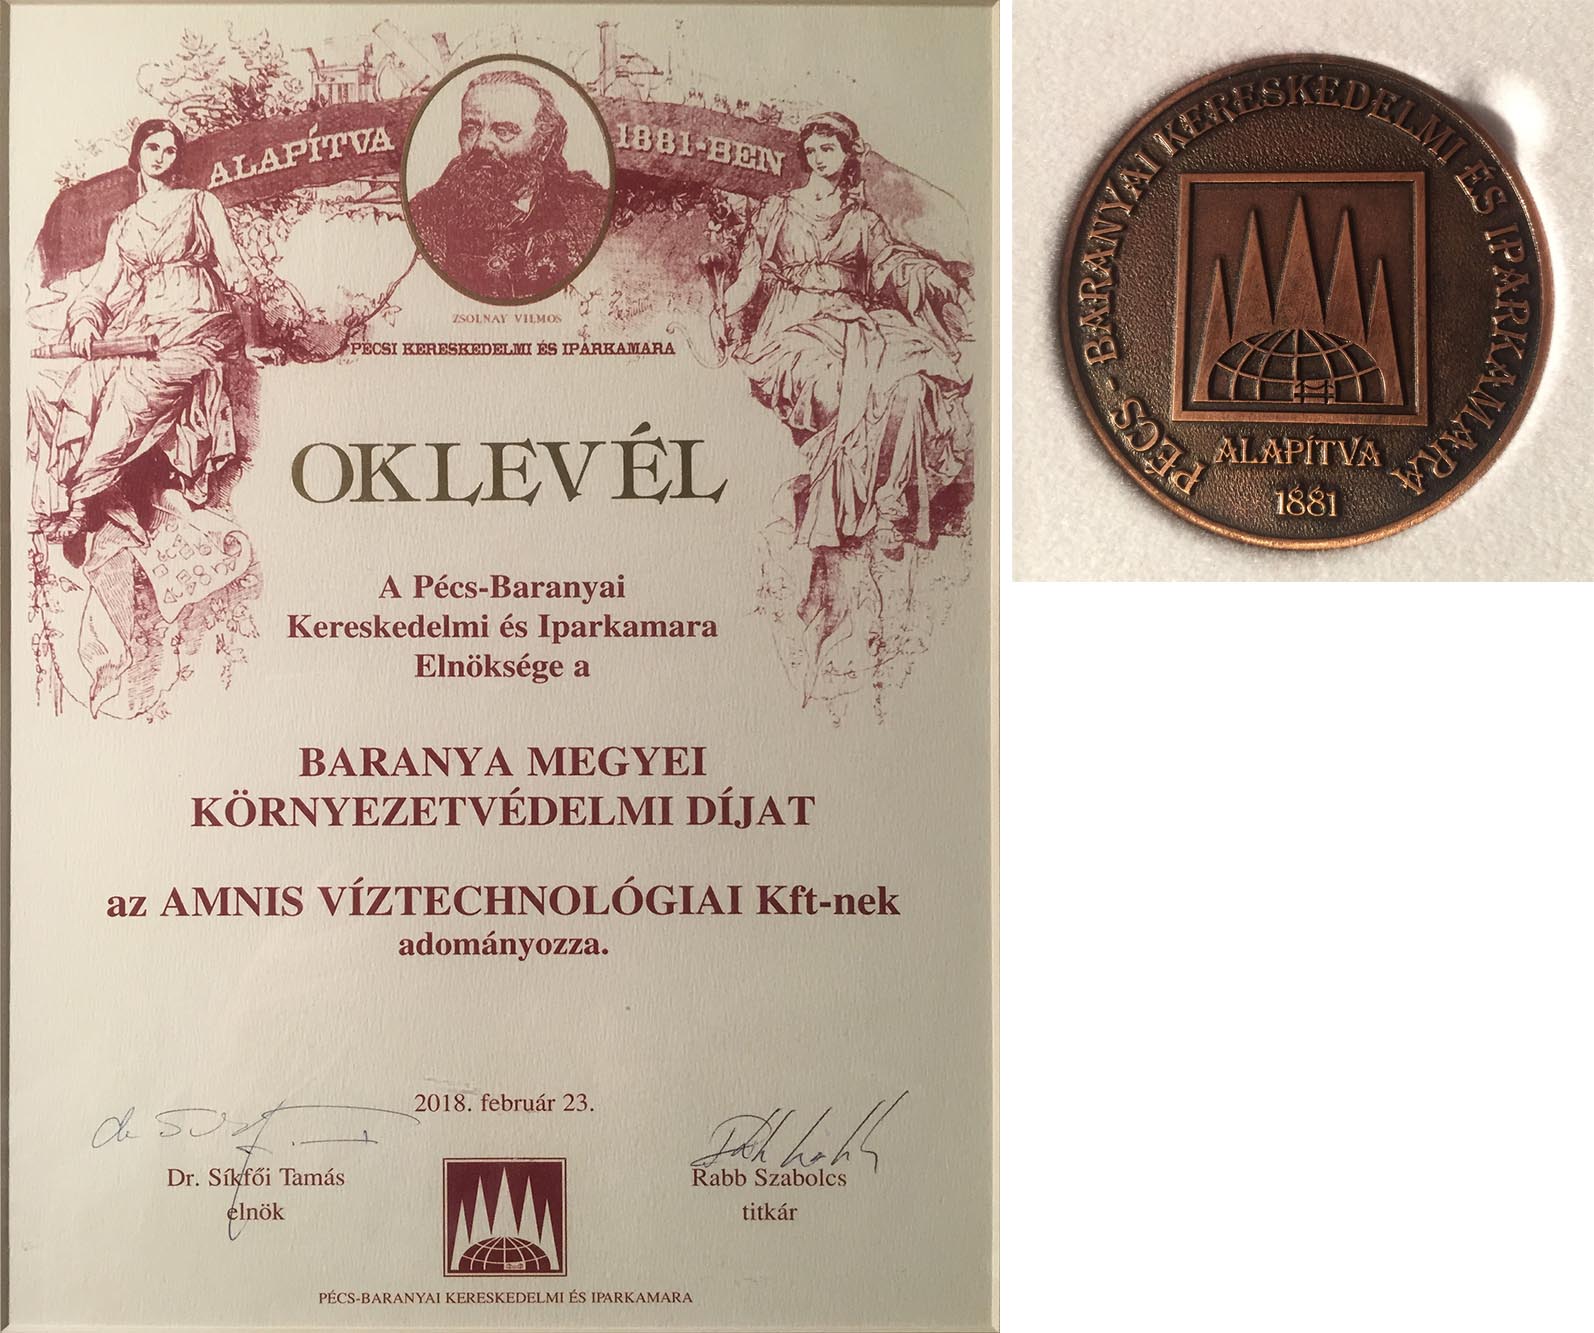 ALAPÍTVA 1881-BEN
ZSOLNAY VILMOS
PÉCSI KERESKEDELMI ÉS IPARKAMARA
OKLEVÉL
A Pécs-Baranyai
Kereskedelmi és Iparkamara
Elnöksége a
BARANYA MEGYEI
KÖRNYEZETVÉDELMI DÍJAT
az AMNIS VÍZTECHNOLÓGIAI Kft-nek
adományozza.
2018. február 23.
Dr. Síkfői Tamás
elnök
Rabb Szabolcs
titkár
PÉCS-BARANYAI KERESKEDELMI ÉS IPARKAMARA
PÉCS - BARANYAI KERESKEDELMI ÉS IPARKAMARA
ALAPÍTVA
1881